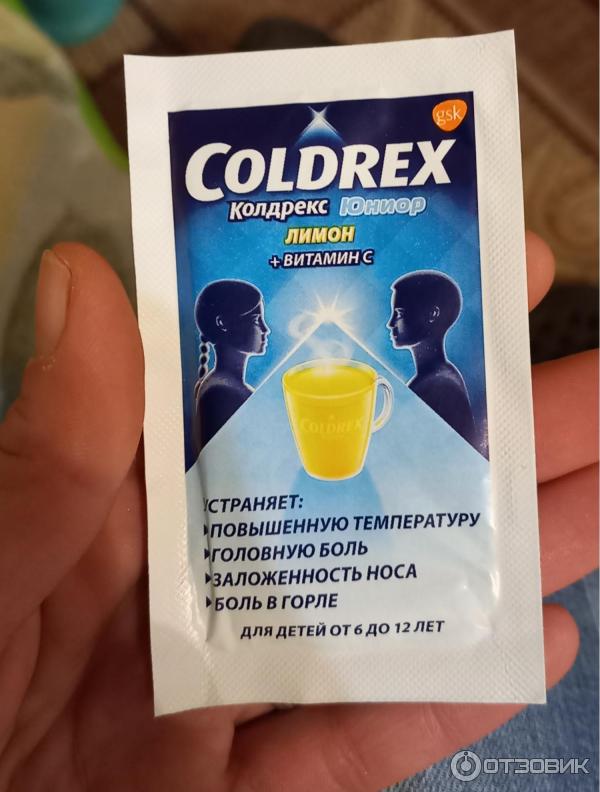 gsk
COLDREX
Колдрекс Юниор
ЛИМОН
+ ВИТАМИН С
COLDREX
УСТРАНЯЕТ:
ПОВЫШЕННУЮ ТЕМПЕРАТУРУ
ГОЛОВНУЮ БОЛЬ
ЗАЛОЖЕННОСТЬ НОСА
БОЛЬ В ГОРЛЕ
ДЛЯ ДЕТЕЙ ОТ 6 ДО 12 ЛЕТ
ОТЗОВИК